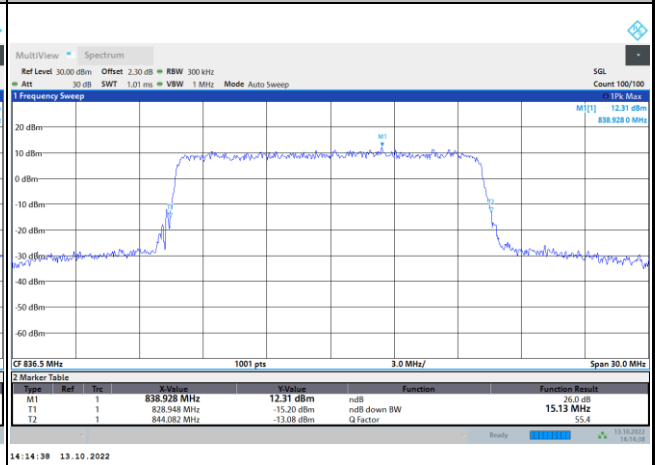 MultiView Spectrum
Ref Level 30.00 dBm Offset 2.30 dB RBW 300 kHz SGL
Att 30 dB SWT 1.01 ms VBW 1 MHz Mode Auto Sweep Count 100/100
1 Frequency Sweep 1Pk Max
M1[1] 12.31 dBm
838.928 0 MHz
20 dBm
M1
10 dBm
0 dBm
-10 dBm
T1
T2
-20 dBm
-30 dBm
-40 dBm
-50 dBm
-60 dBm
CF 836.5 MHz 1001 pts 3.0 MHz/ Span 30.0 MHz
2 Marker Table
Type Ref Trc X-Value Y-Value Function Function Result
M1 1 838.928 MHz 12.31 dBm ndB 26.0 dB
T1 1 828.948 MHz -15.20 dBm ndB down BW 15.13 MHz
T2 1 844.082 MHz -13.08 dBm Q Factor 55.4
Ready 13.10.2022
14:14:38
14:14:38 13.10.2022